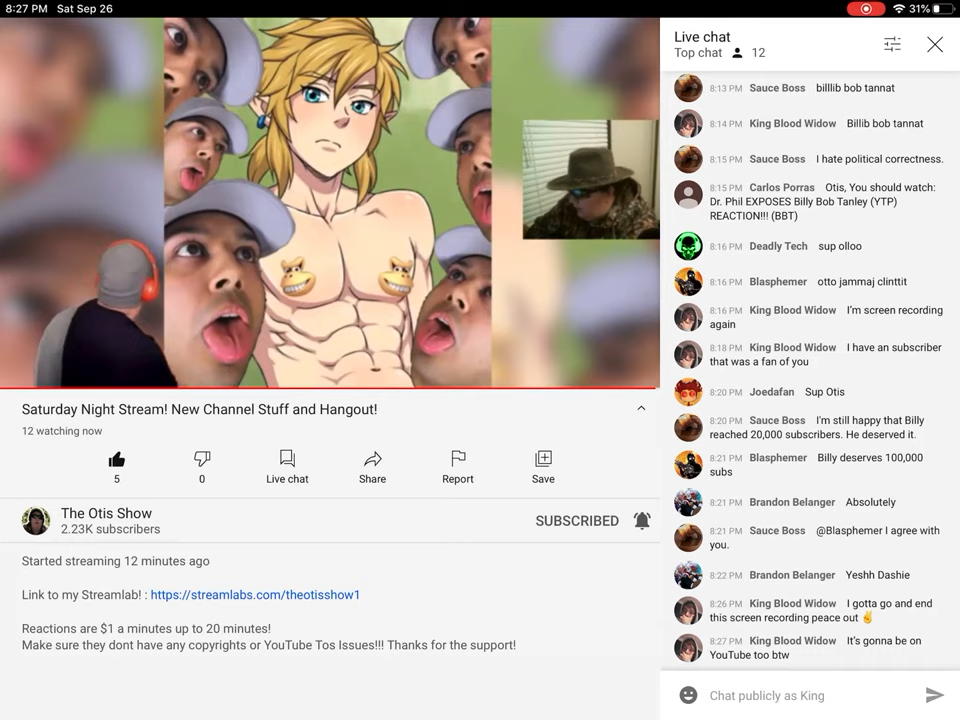 8:27 PM Sat Sep 26
31%
Live chat
Top chat 12
8:13 PM Sauce Boss billlib bob tannat
8:14 PM King Blood Widow Billib bob tannat
8:15 PM Sauce Boss I hate political correctness.
8:15 PM Carlos Porras Otis, You should watch:
Dr. Phil EXPOSES Billy Bob Tanley (YTP)
REACTION!!! (BBT)
8:16 PM Deadly Tech sup olloo
8:16 PM Blasphemer otto jammaj clinttit
8:16 PM King Blood Widow I'm screen recording
again
8:18 PM King Blood Widow I have an subscriber
that was a fan of you
8:20 PM Joedafan Sup Otis
8:20 PM Sauce Boss I'm still happy that Billy
reached 20,000 subscribers. He deserved it.
8:21 PM Blasphemer Billy deserves 100,000
subs
8:21 PM Brandon Belanger Absolutely
8:21 PM Sauce Boss @Blasphemer I agree with
you.
8:22 PM Brandon Belanger Yeshh Dashie
8:26 PM King Blood Widow I gotta go and end
this screen recording peace out ✌
8:27 PM King Blood Widow It's gonna be on
YouTube too btw
Chat publicly as King
Saturday Night Stream! New Channel Stuff and Hangout!
12 watching now
5 0 Live chat Share Report Save
The Otis Show
2.23K subscribers
SUBSCRIBED
Started streaming 12 minutes ago
Link to my Streamlab! : https://streamlabs.com/theotisshow1
Reactions are $1 a minutes up to 20 minutes!
Make sure they dont have any copyrights or YouTube Tos Issues!!! Thanks for the support!